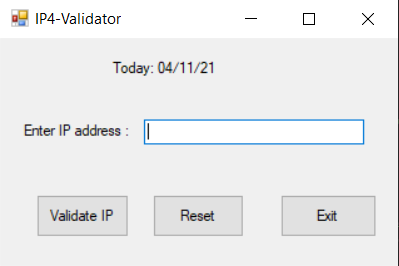 IP4-Validator
Today: 04/11/21
Enter IP address :
Validate IP Reset Exit